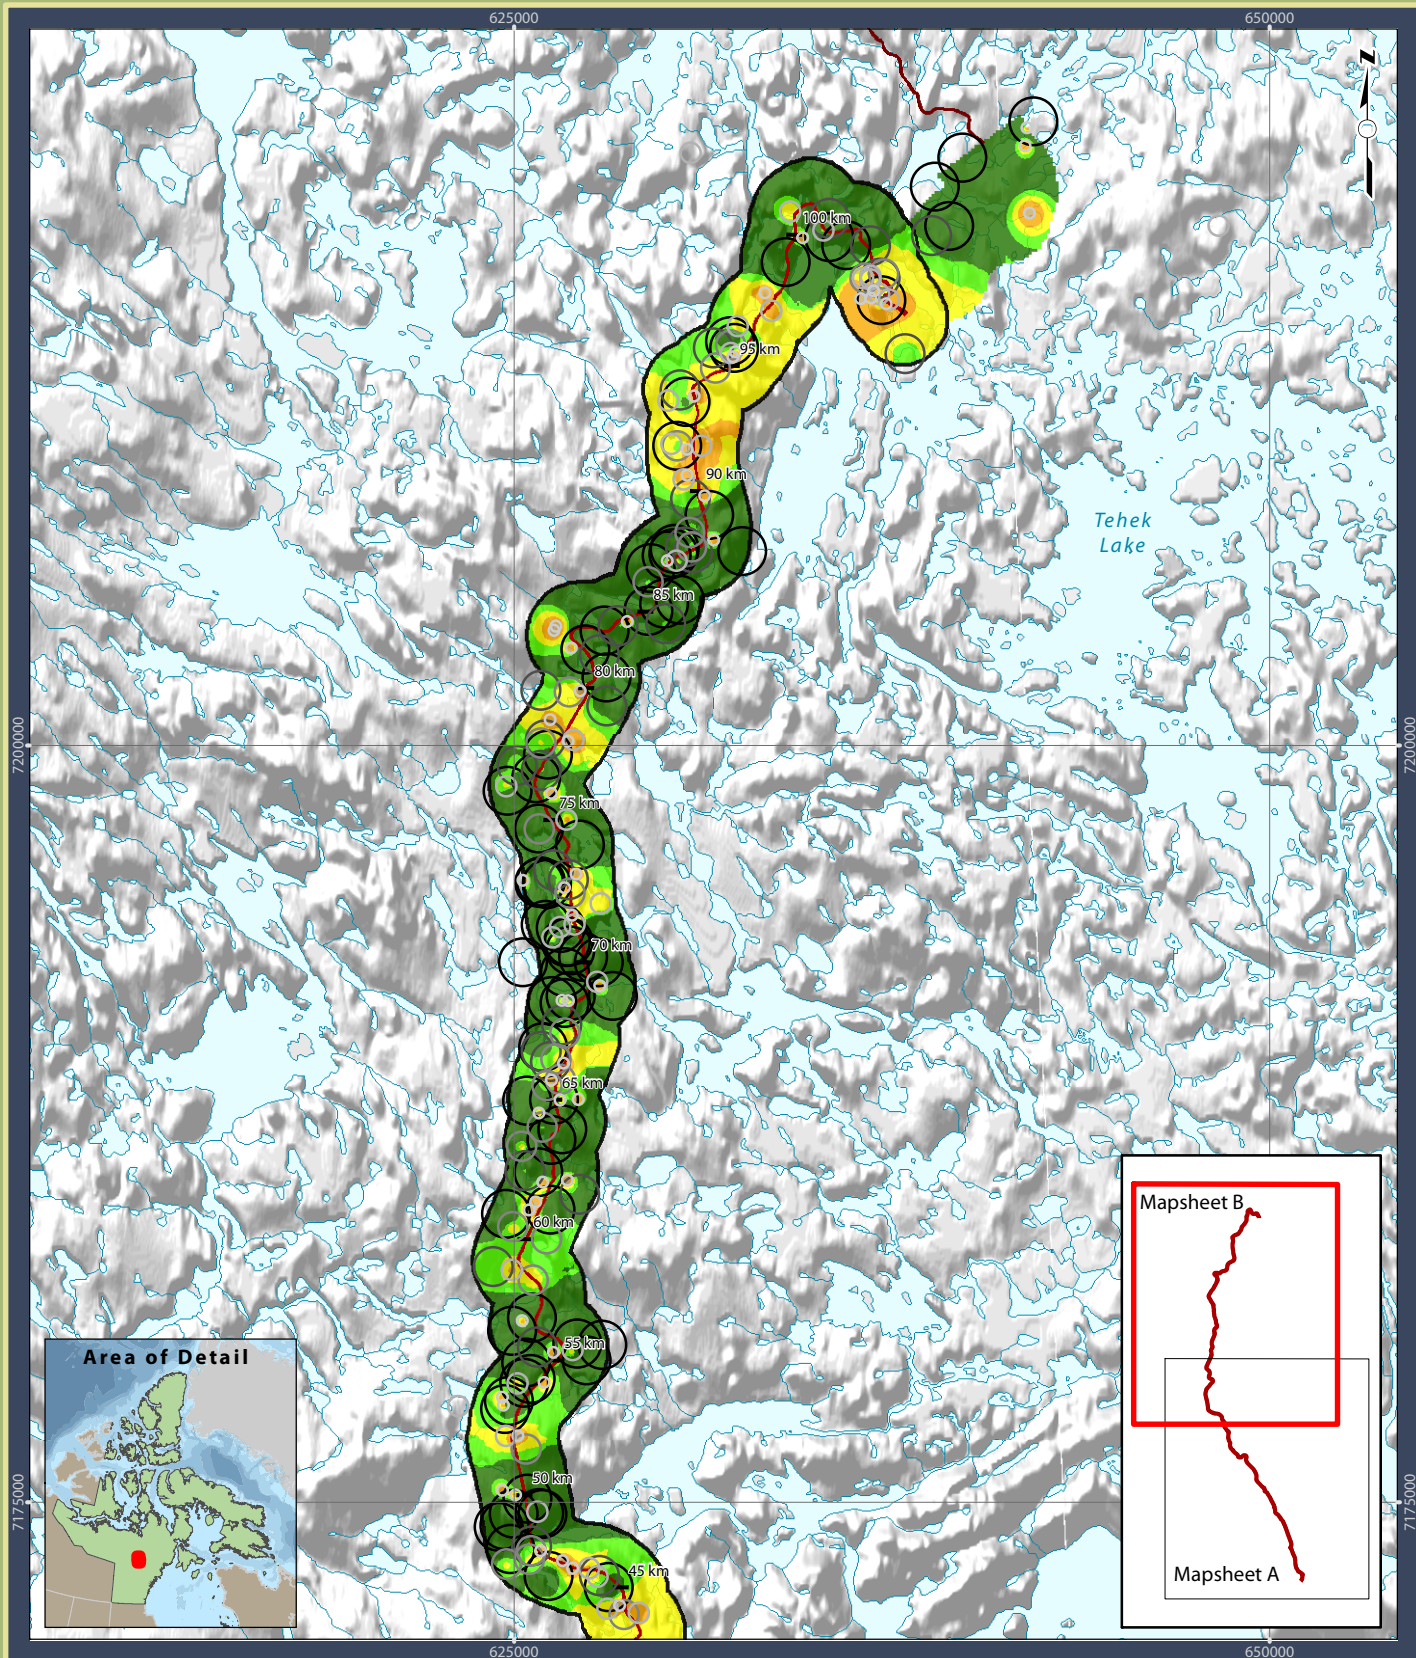 625000
650000
N
100 km
95 km
90 km
Tehek
Lake
85 km
80 km
7200000
7200000
75 km
70 km
65 km
Mapsheet B
60 km
55 km
Area of Detail
50 km
7175000
7175000
45 km
Mapsheet A
625000
650000